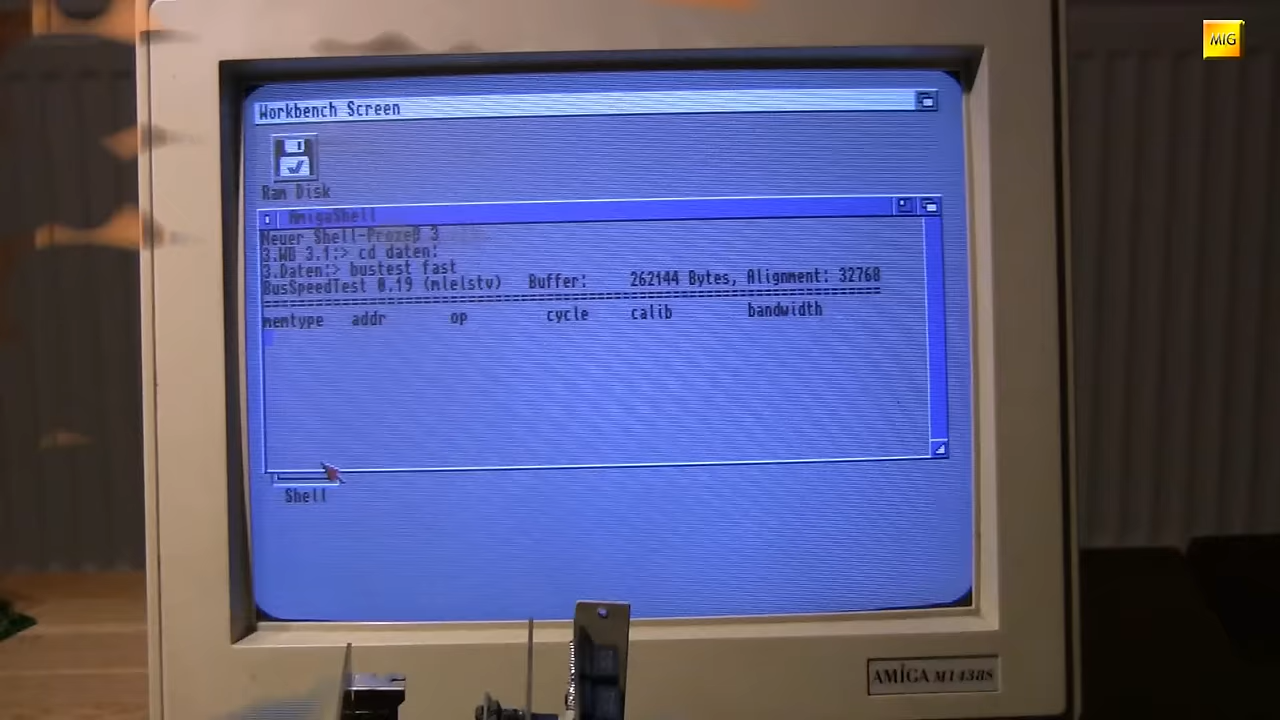 MIG
Workbench Screen
Ram Disk
AmigaShell
Neuer Shell-Prozeß 3
3.WB 3.1:> cd daten:
3.Daten:> bustest fast
BusSpeedTest 0.19 (mlelstv) Buffer: 262144 Bytes, Alignment: 32768
========================================================================
memtype addr op cycle calib bandwidth
Shell
AMIGA M1438S